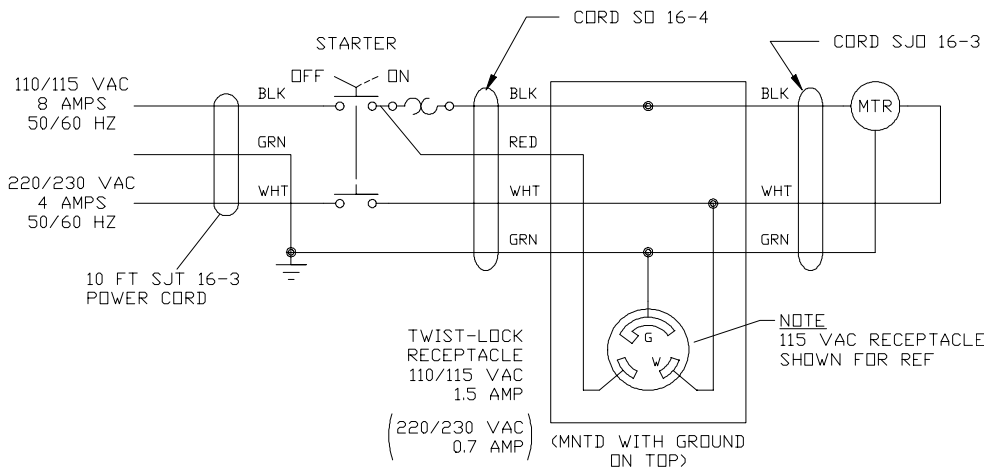 CORD SO 16-4
CORD SJO 16-3
STARTER
OFF
ON
110/115 VAC
8 AMPS
50/60 HZ
BLK
BLK
BLK
MTR
GRN
RED
220/230 VAC
4 AMPS
50/60 HZ
WHT
WHT
WHT
GRN
GRN
10 FT SJT 16-3
POWER CORD
TWIST-LOCK
RECEPTACLE
110/115 VAC
1.5 AMP
(220/230 VAC
0.7 AMP)
G
W
NOTE
115 VAC RECEPTACLE
SHOWN FOR REF
(MNTD WITH GROUND
ON TOP)